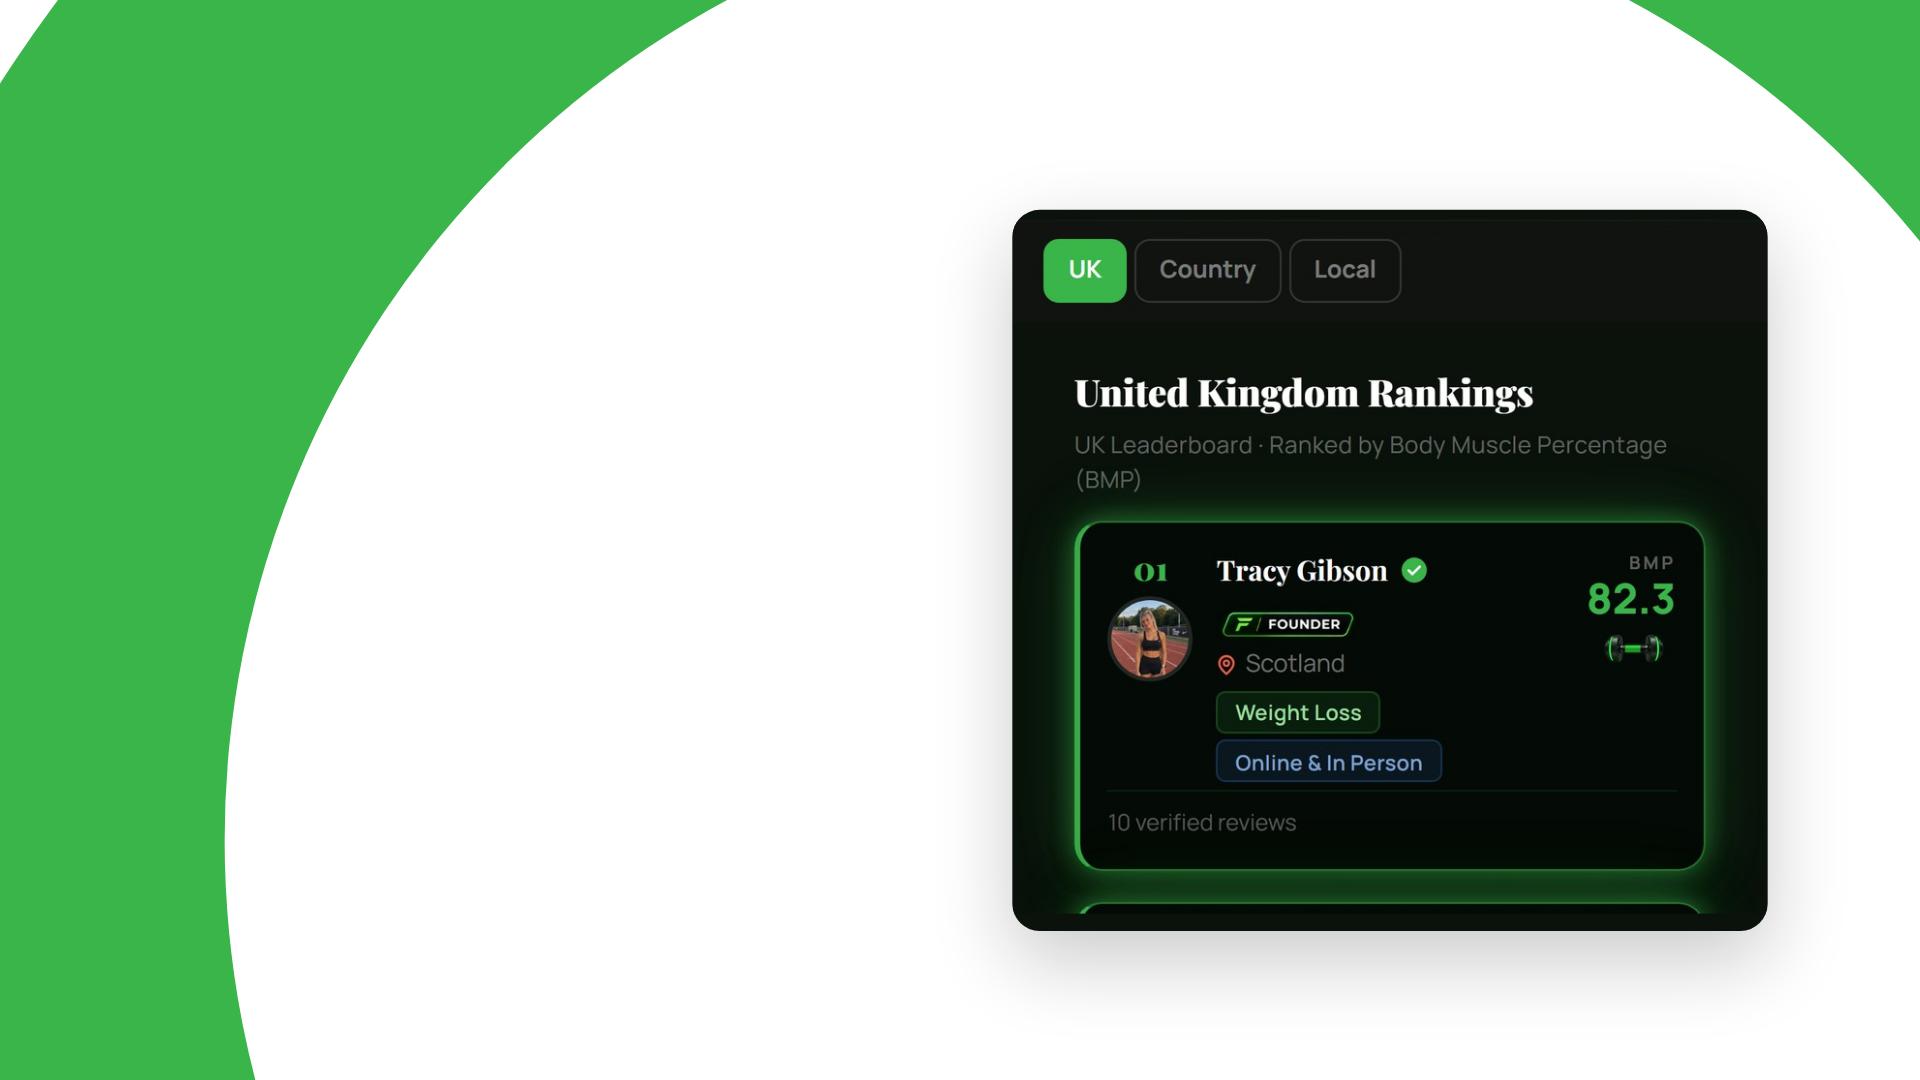 UK Country Local
United Kingdom Rankings
UK Leaderboard · Ranked by Body Muscle Percentage
(BMP)
01
Tracy Gibson
BMP
82.3
F / FOUNDER
Scotland
Weight Loss
Online & In Person
10 verified reviews